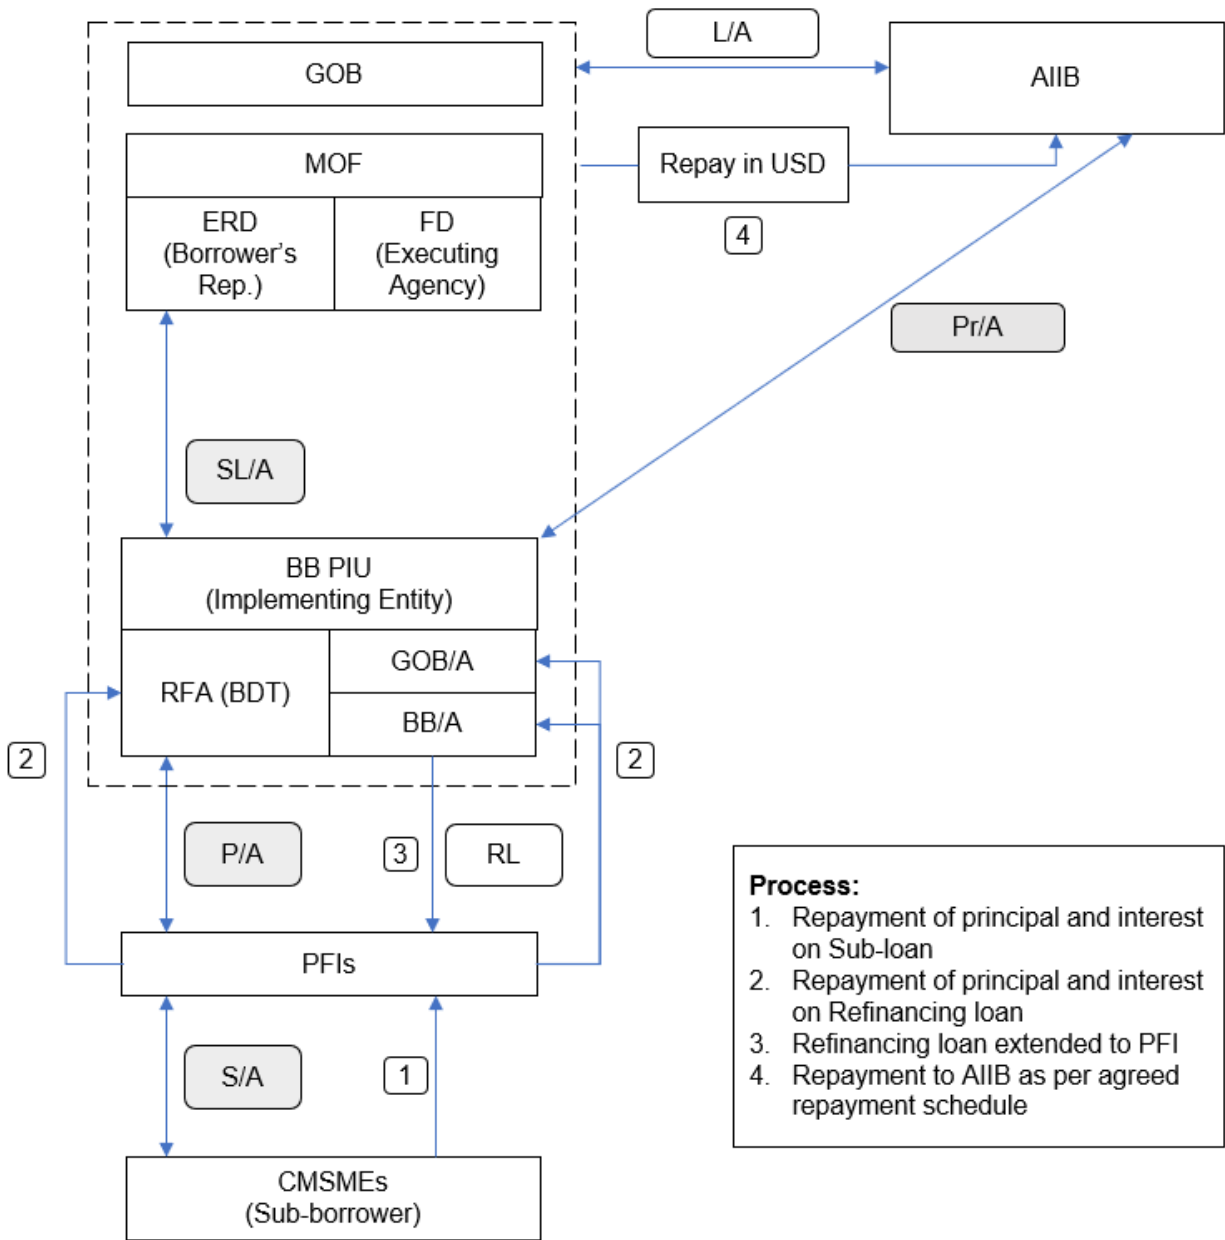 L/A
GOB
AIIB
MOF
Repay in USD
ERD
(Borrower's
Rep.)
FD
(Executing
Agency)
4
Pr/A
SL/A
BB PIU
(Implementing Entity)
RFA (BDT)
GOB/A
BB/A
2
2
P/A
3
RL
PFIs
S/A
1
CMSMEs
(Sub-borrower)
Process:
1. Repayment of principal and interest
on Sub-loan
2. Repayment of principal and interest
on Refinancing loan
3. Refinancing loan extended to PFI
4. Repayment to AIIB as per agreed
repayment schedule